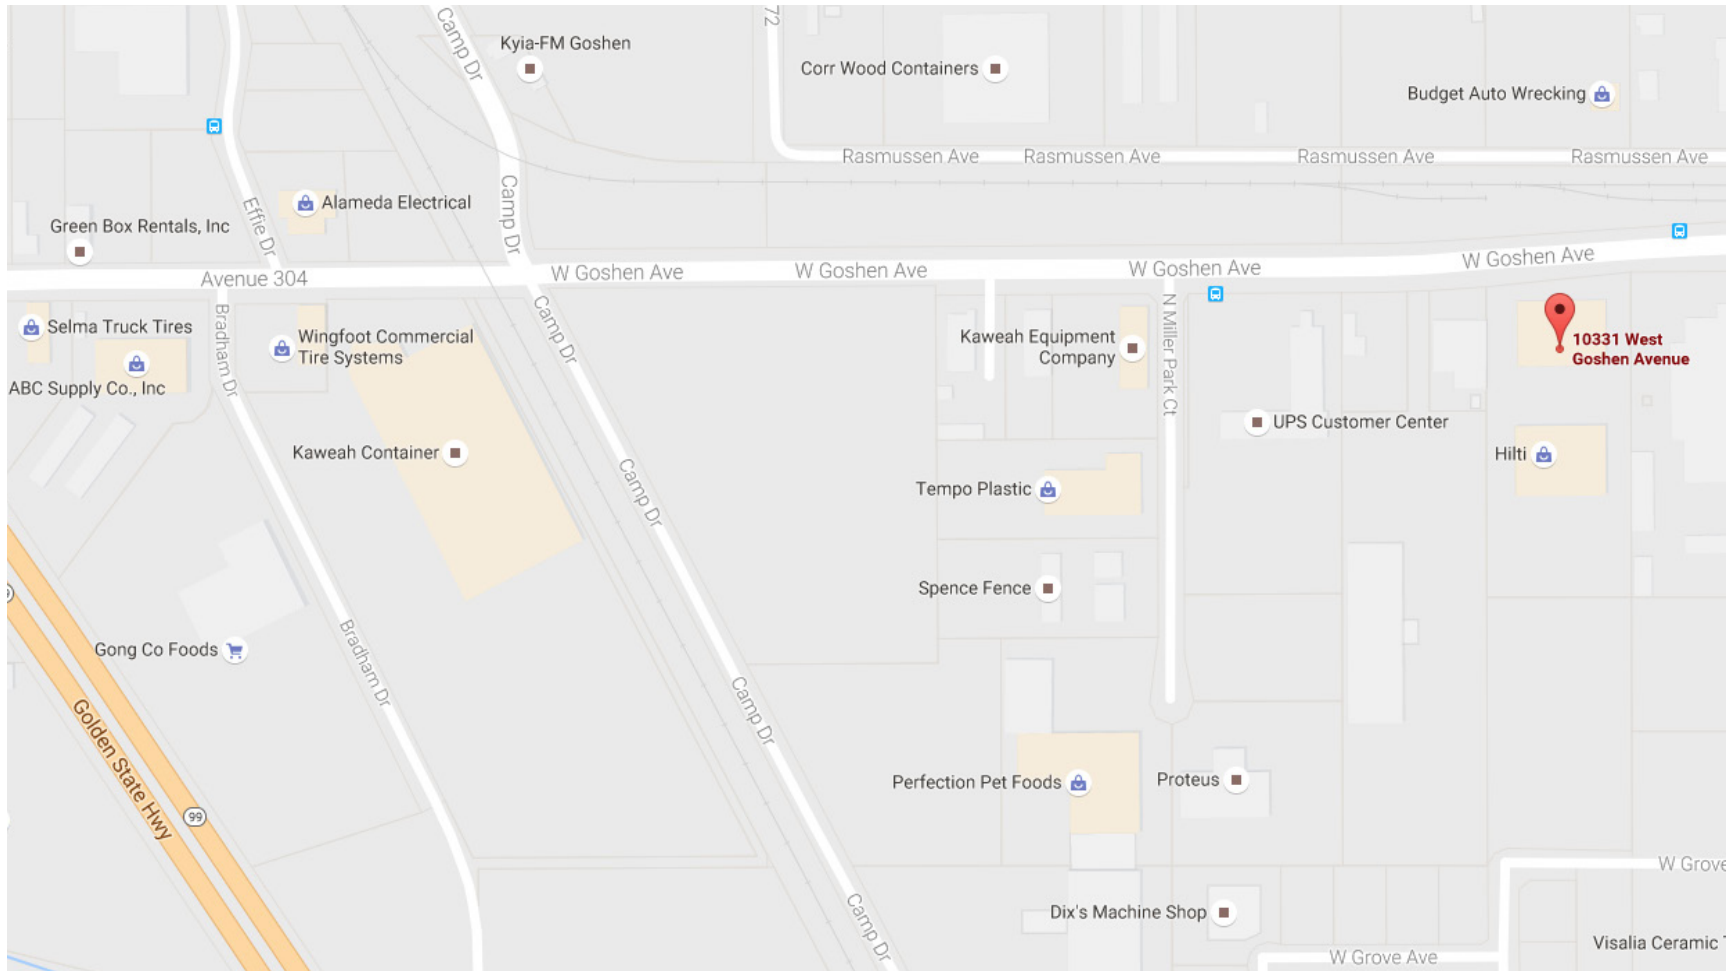 Camp Dr
Kyia-FM Goshen
72
Corr Wood Containers
Budget Auto Wrecking
Rasmussen Ave
Rasmussen Ave
Rasmussen Ave
Rasmussen Ave
Effie Dr
Alameda Electrical
Camp Dr
Green Box Rentals, Inc
Avenue 304
W Goshen Ave
W Goshen Ave
W Goshen Ave
W Goshen Ave
Selma Truck Tires
Bradham Dr
Wingfoot Commercial
Tire Systems
Camp Dr
Kaweah Equipment
Company
N Miller Park Ct
10331 West
Goshen Avenue
ABC Supply Co., Inc
UPS Customer Center
Kaweah Container
Hilti
Camp Dr
Tempo Plastic
Spence Fence
Gong Co Foods
Bradham Dr
Camp Dr
Golden State Hwy
99
Perfection Pet Foods
Proteus
W Grove
Camp Dr
Dix's Machine Shop
Visalia Ceramic
W Grove Ave